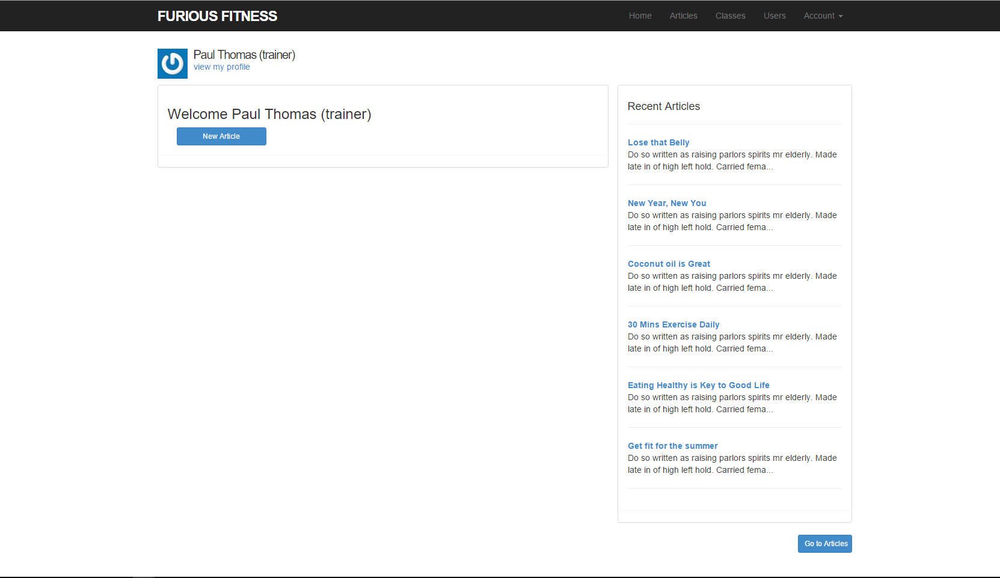 FURIOUS FITNESS
Home Articles Classes Users Account
Paul Thomas (trainer)
view my profile
Welcome Paul Thomas (trainer)
New Article
Recent Articles
Lose that Belly
Do so written as raising parlors spirits mr elderly. Made
late in of high left hold. Carried fema...
New Year, New You
Do so written as raising parlors spirits mr elderly. Made
late in of high left hold. Carried fema...
Coconut oil is Great
Do so written as raising parlors spirits mr elderly. Made
late in of high left hold. Carried fema...
30 Mins Exercise Daily
Do so written as raising parlors spirits mr elderly. Made
late in of high left hold. Carried fema...
Eating Healthy is Key to Good Life
Do so written as raising parlors spirits mr elderly. Made
late in of high left hold. Carried fema...
Get fit for the summer
Do so written as raising parlors spirits mr elderly. Made
late in of high left hold. Carried fema...
Go to Articles